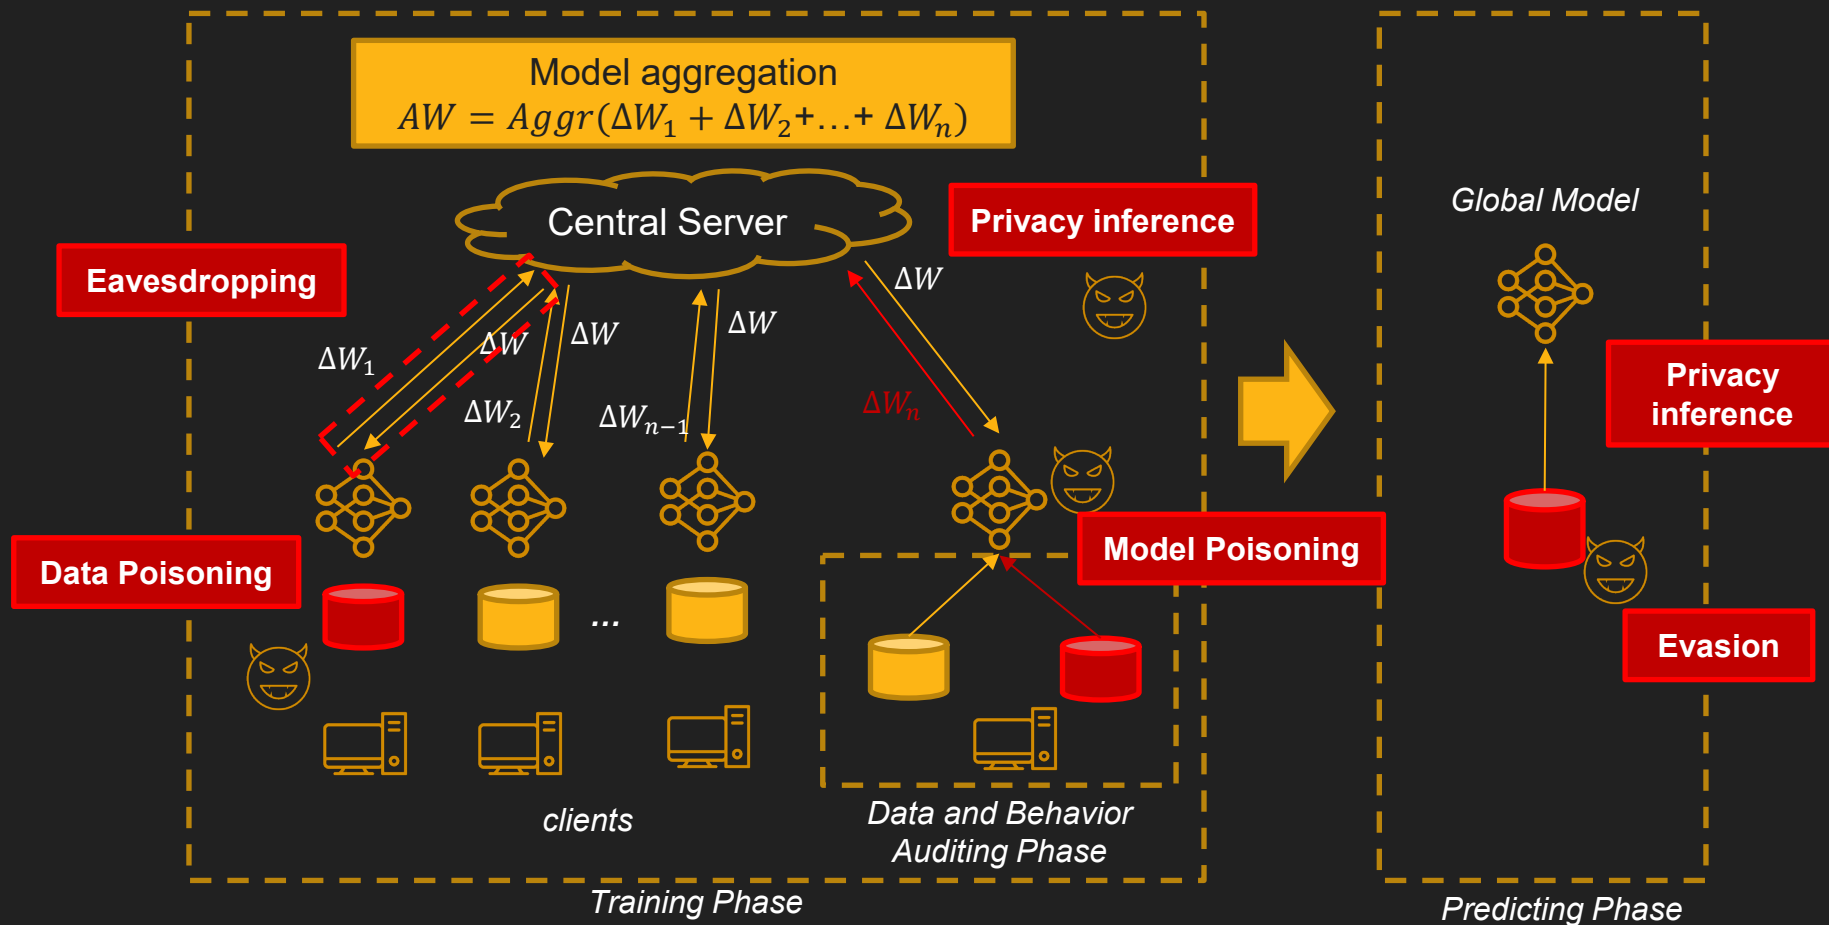 Model aggregation
AW = Aggr(ΔW₁ + ΔW₂+...+ ΔWₙ)
Central Server
Privacy inference
Eavesdropping
ΔW₁
ΔW
ΔW₂
ΔW
ΔWₙ₋₁
ΔW
ΔWₙ
ΔW
Data Poisoning
...
Model Poisoning
clients
Data and Behavior
Auditing Phase
Training Phase
Global Model
Privacy
inference
Evasion
Predicting Phase